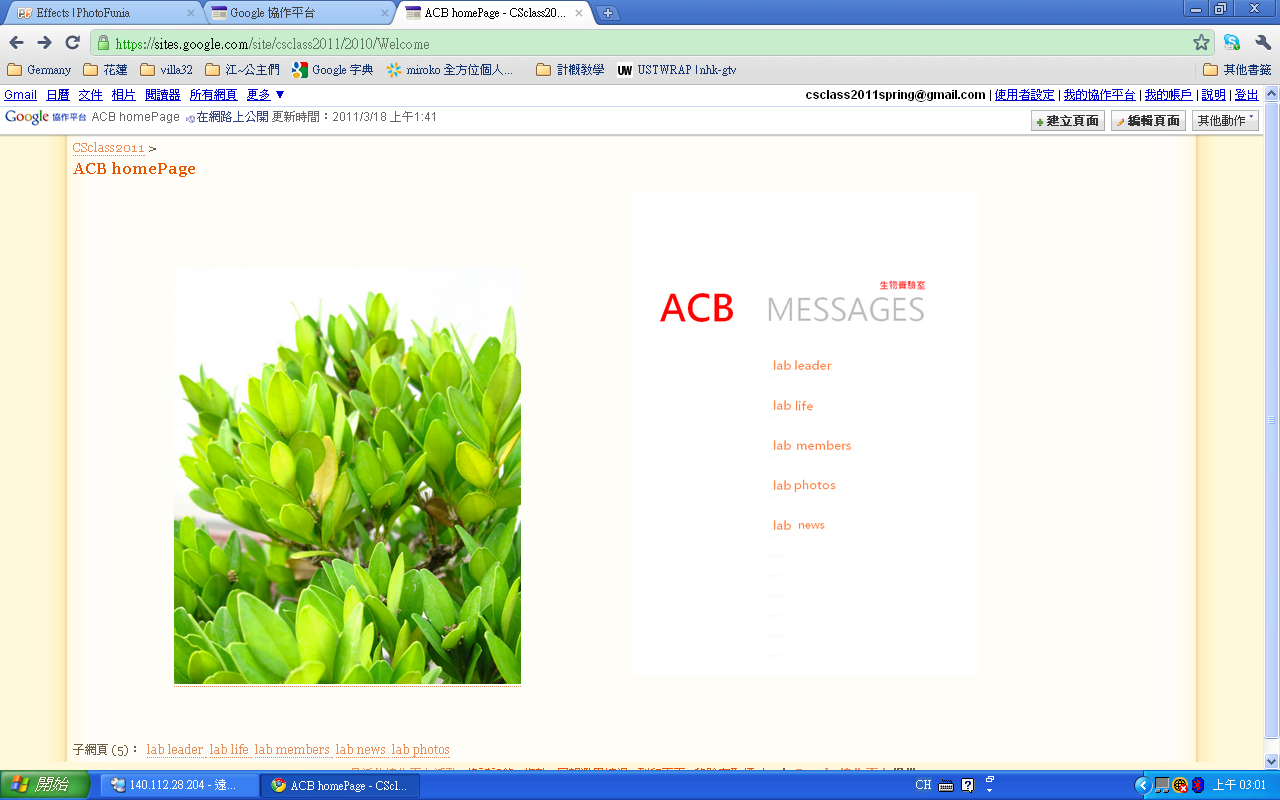 Effects | PhotoFunia
Google 協作平台
ACB homePage - CSclass20...
https://sites.google.com/site/csclass2011/2010/Welcome
Germany 花蓮 villa32 江~公主們 Google 字典 miroko 全方位個人... 計概教學 UW USTWRAP | nhk-gtv 其他書籤
Gmail 日曆 文件 相片 閱讀器 所有網頁 更多 ▼ csclass2011spring@gmail.com | 使用者設定 | 我的協作平台 | 我的帳戶 | 說明 | 登出
Google 協作平台 ACB homePage 在網路上公開 更新時間：2011/3/18 上午1:41 建立頁面 編輯頁面 其他動作
CSclass2011 >
ACB homePage
生物實驗室
ACB MESSAGES
lab leader
lab life
lab members
lab photos
lab news
子網頁 (5)： lab leader lab life lab members lab news lab photos
開始 140.112.28.204 - 遠... ACB homePage - CScl... CH 上午 03:01